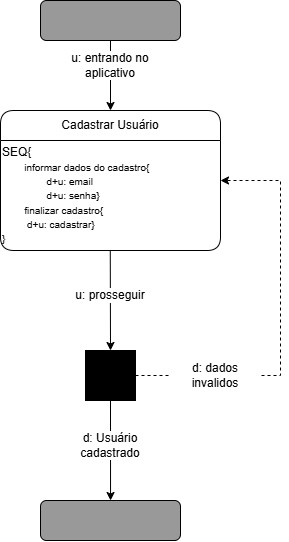 u: entrando no
aplicativo
Cadastrar Usuário
SEQ{
informar dados do cadastro{
d+u: email
d+u: senha}
finalizar cadastro{
d+u: cadastrar}
}
u: prosseguir
d: dados
invalidos
d: Usuário
cadastrado